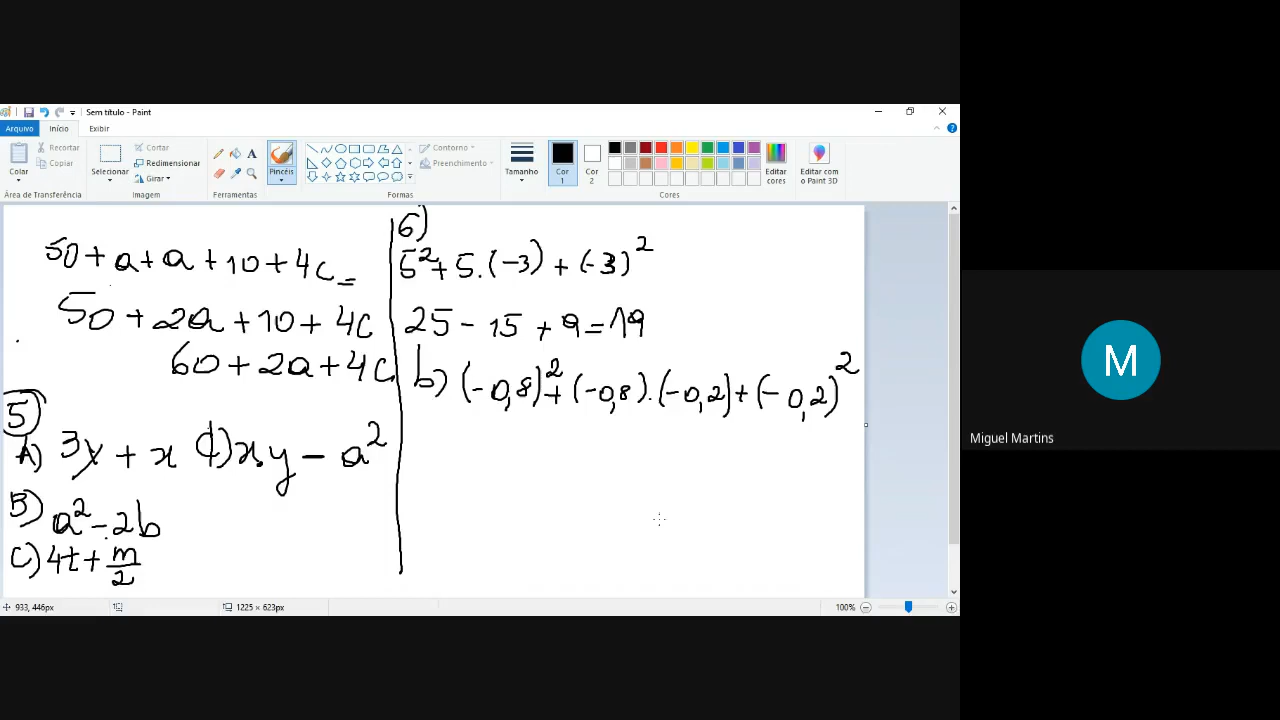 Sem título - Paint
Arquivo Início Exibir
Colar
Recortar
Copiar
Área de Transferência
Selecionar
Cortar
Redimensionar
Girar
Imagem
A
Ferramentas
Pincéis
Contorno
Preenchimento
Formas
Tamanho
Cor 1
Cor 2
Editar cores
Cores
Editar com o Paint 3D
50 + a + a + 10 + 4c =
50 + 2a + 10 + 4c
60 + 2a + 4c.
5)
A) 3y + x d) x.y - a²
B) a² - 2b
C) 4t + m/2
6)
5² + 5.(-3) + (-3)²
25 - 15 + 9 = 19
b) (-0,8)² + (-0,8).(-0,2) + (-0,2)²
933, 446px
1225 × 623px
100%
M
Miguel Martins